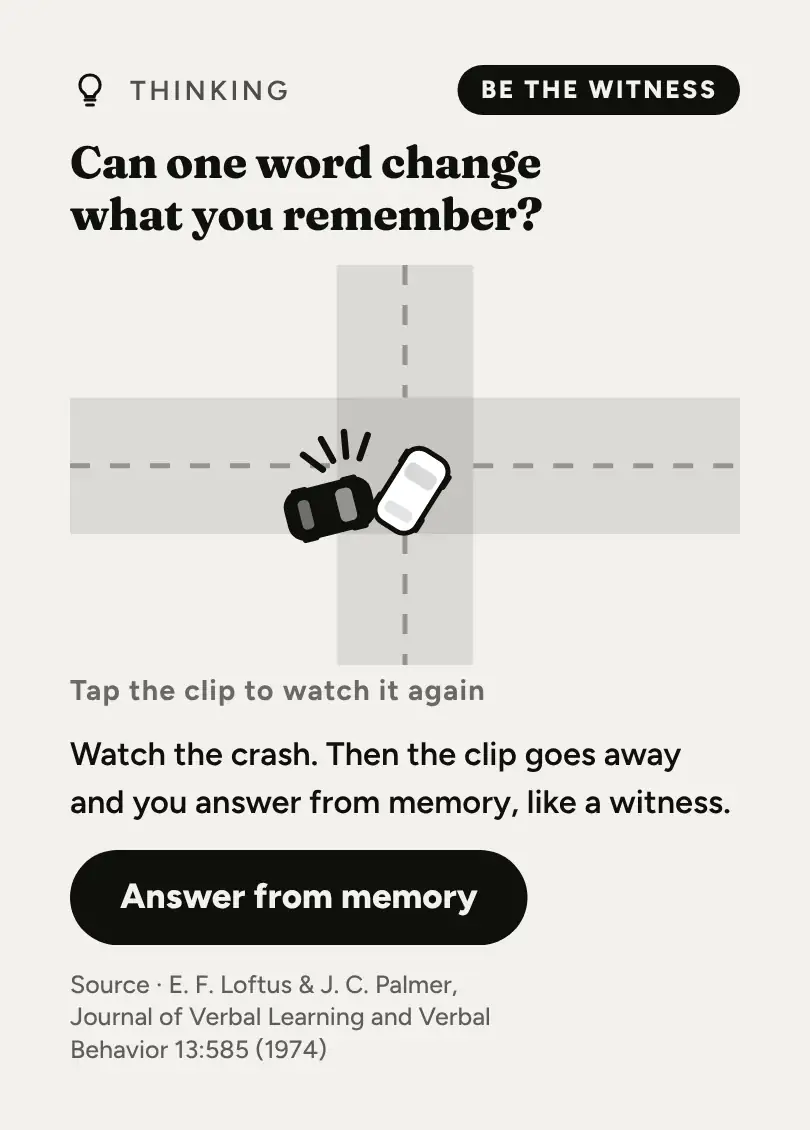 THINKING
BE THE WITNESS
Can one word change
what you remember?
Tap the clip to watch it again
Watch the crash. Then the clip goes away
and you answer from memory, like a witness.
Answer from memory
Source · E. F. Loftus & J. C. Palmer,
Journal of Verbal Learning and Verbal
Behavior 13:585 (1974)